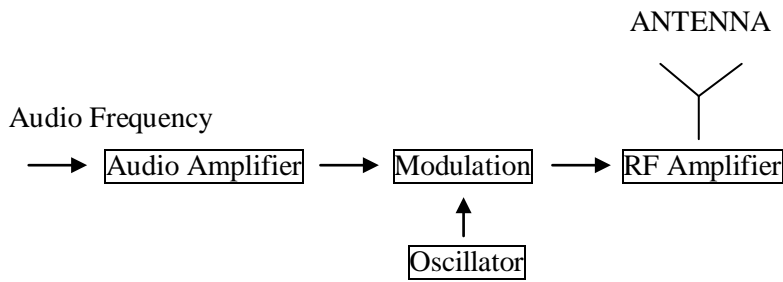 ANTENNA
Audio Frequency
Audio Amplifier
Modulation
RF Amplifier
Oscillator